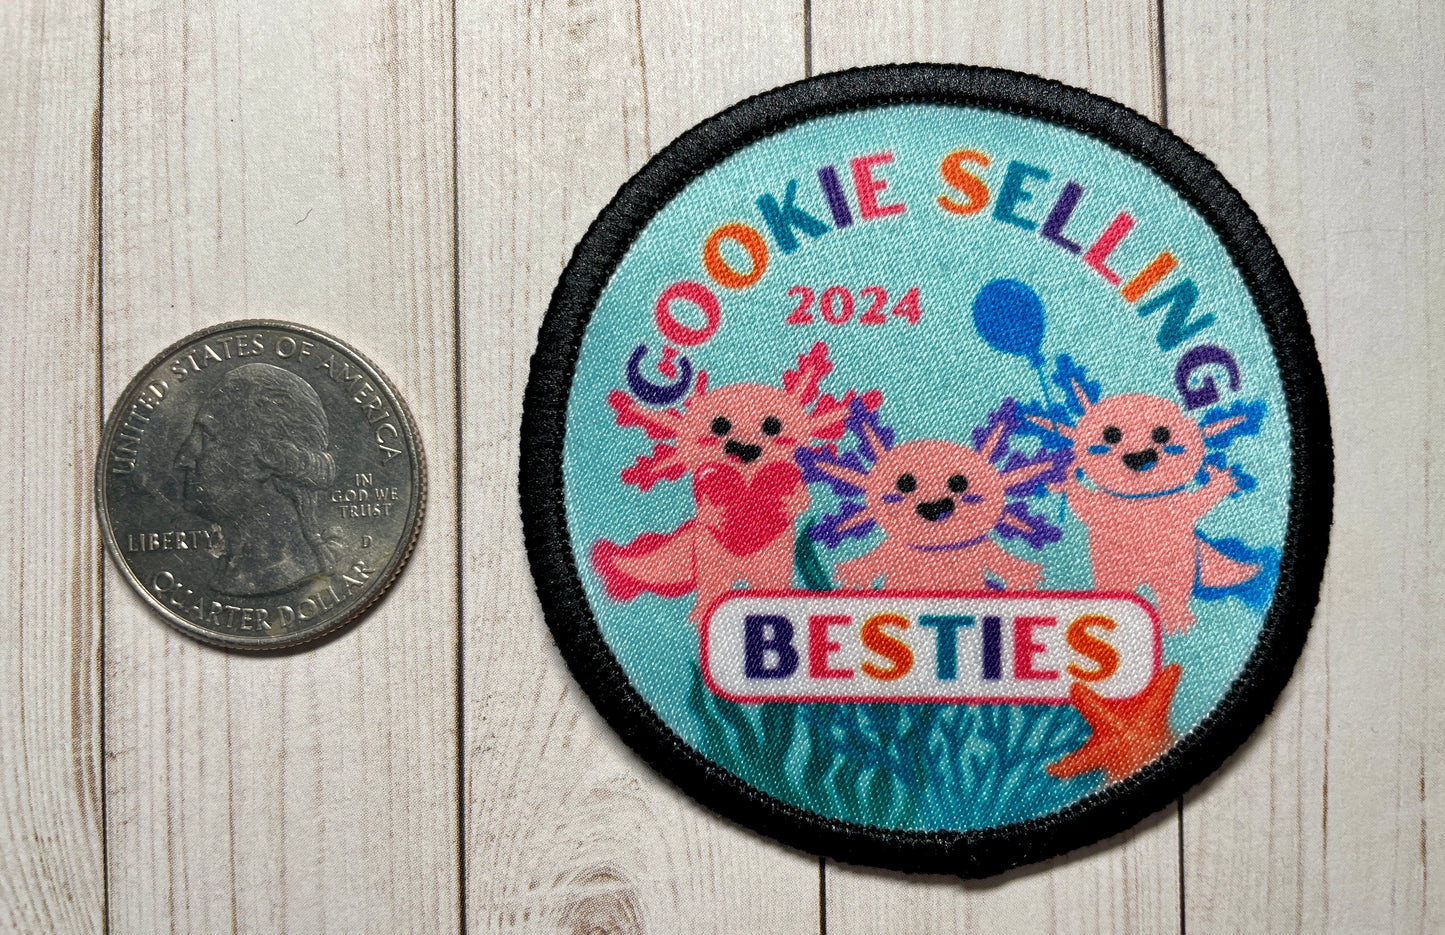 UNITED STATES OF AMERICA
LIBERTY
IN
GOD WE
TRUST
D
QUARTER DOLLAR
COOKIE SELLING
2024
BESTIES